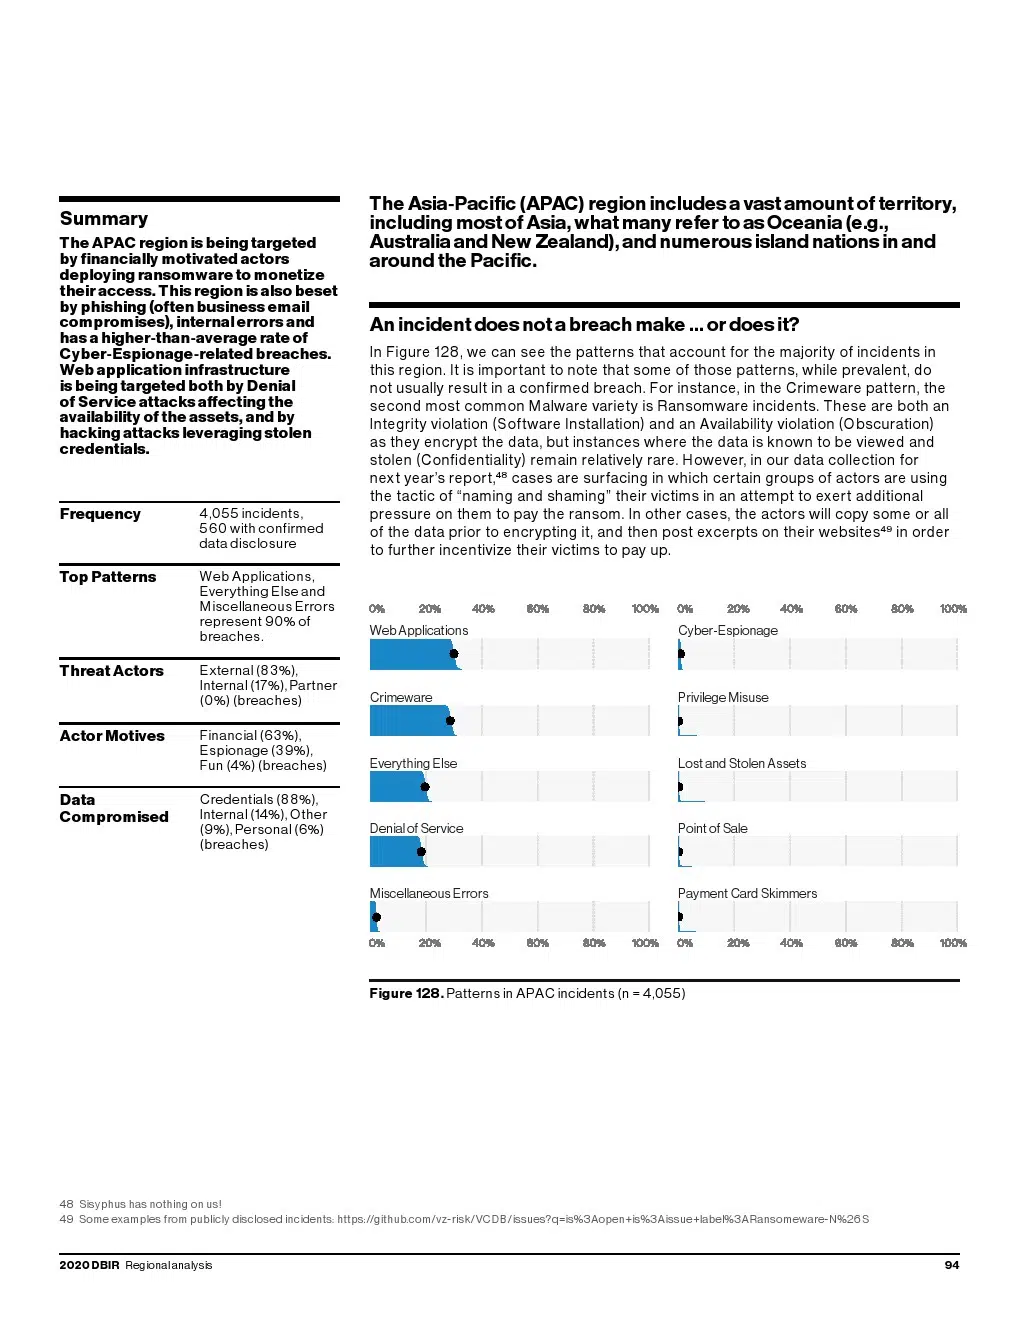 Summary
The APAC region is being targeted
by financially motivated actors
deploying ransomware to monetize
their access. This region is also beset
by phishing (often business email
compromises), internal errors and
has a higher-than-average rate of
Cyber-Espionage-related breaches.
Web application infrastructure
is being targeted both by Denial
of Service attacks affecting the
availability of the assets, and by
hacking attacks leveraging stolen
credentials.
Frequency
4,055 incidents,
560 with confirmed
data disclosure
Top Patterns
Web Applications,
Everything Else and
Miscellaneous Errors
represent 90% of
breaches.
Threat Actors
External (83%),
Internal (17%), Partner
(0%) (breaches)
Actor Motives
Financial (63%),
Espionage (39%),
Fun (4%) (breaches)
Data
Compromised
Credentials (88%),
Internal (14%), Other
(9%), Personal (6%)
(breaches)
The Asia-Pacific (APAC) region includes a vast amount of territory,
including most of Asia, what many refer to as Oceania (e.g.,
Australia and New Zealand), and numerous island nations in and
around the Pacific.
An incident does not a breach make ... or does it?
In Figure 128, we can see the patterns that account for the majority of incidents in
this region. It is important to note that some of those patterns, while prevalent, do
not usually result in a confirmed breach. For instance, in the Crimeware pattern, the
second most common Malware variety is Ransomware incidents. These are both an
Integrity violation (Software Installation) and an Availability violation (Obscuration)
as they encrypt the data, but instances where the data is known to be viewed and
stolen (Confidentiality) remain relatively rare. However, in our data collection for
next year's report,⁴⁸ cases are surfacing in which certain groups of actors are using
the tactic of “naming and shaming” their victims in an attempt to exert additional
pressure on them to pay the ransom. In other cases, the actors will copy some or all
of the data prior to encrypting it, and then post excerpts on their websites⁴⁹ in order
to further incentivize their victims to pay up.
0% 20% 40% 60% 80% 100% 0% 20% 40% 60% 80% 100%
Web Applications
Crimeware
Everything Else
Denial of Service
Miscellaneous Errors
Cyber-Espionage
Privilege Misuse
Lost and Stolen Assets
Point of Sale
Payment Card Skimmers
0% 20% 40% 60% 80% 100% 0% 20% 40% 60% 80% 100%
Figure 128. Patterns in APAC incidents (n = 4,055)
48 Sisyphus has nothing on us!
49 Some examples from publicly disclosed incidents: https://github.com/vz-risk/VCDB/issues?q=is%3Aopen+is%3Aissue+label%3ARansomeware-N%26S
2020 DBIR Regional analysis
94